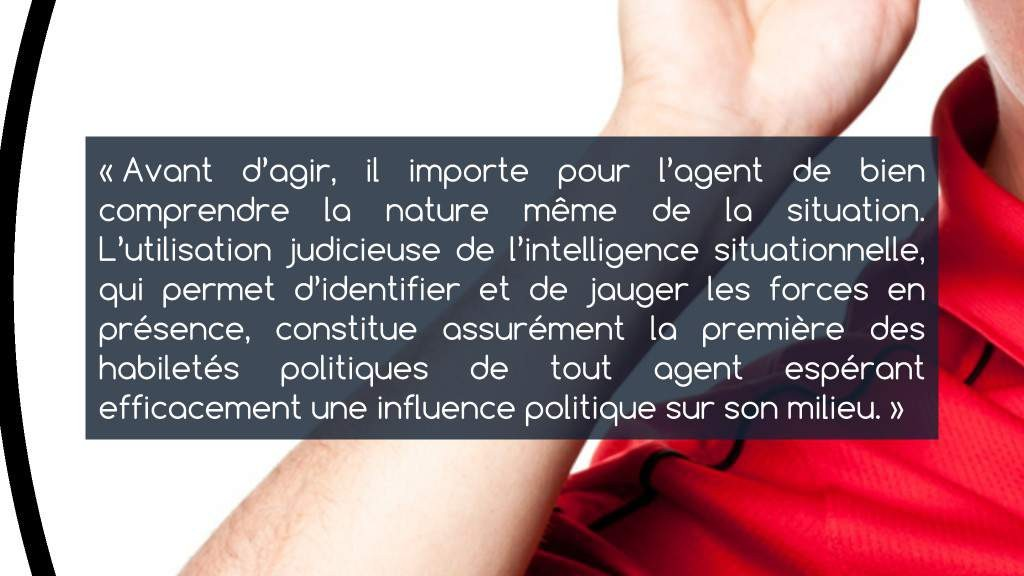 « Avant d'agir, il importe pour l'agent de bien
comprendre la nature même de la situation.
L'utilisation judicieuse de l'intelligence situationnelle,
qui permet d'identifier et de jauger les forces en
présence, constitue assurément la première des
habiletés politiques de tout agent espérant
efficacement une influence politique sur son milieu. »